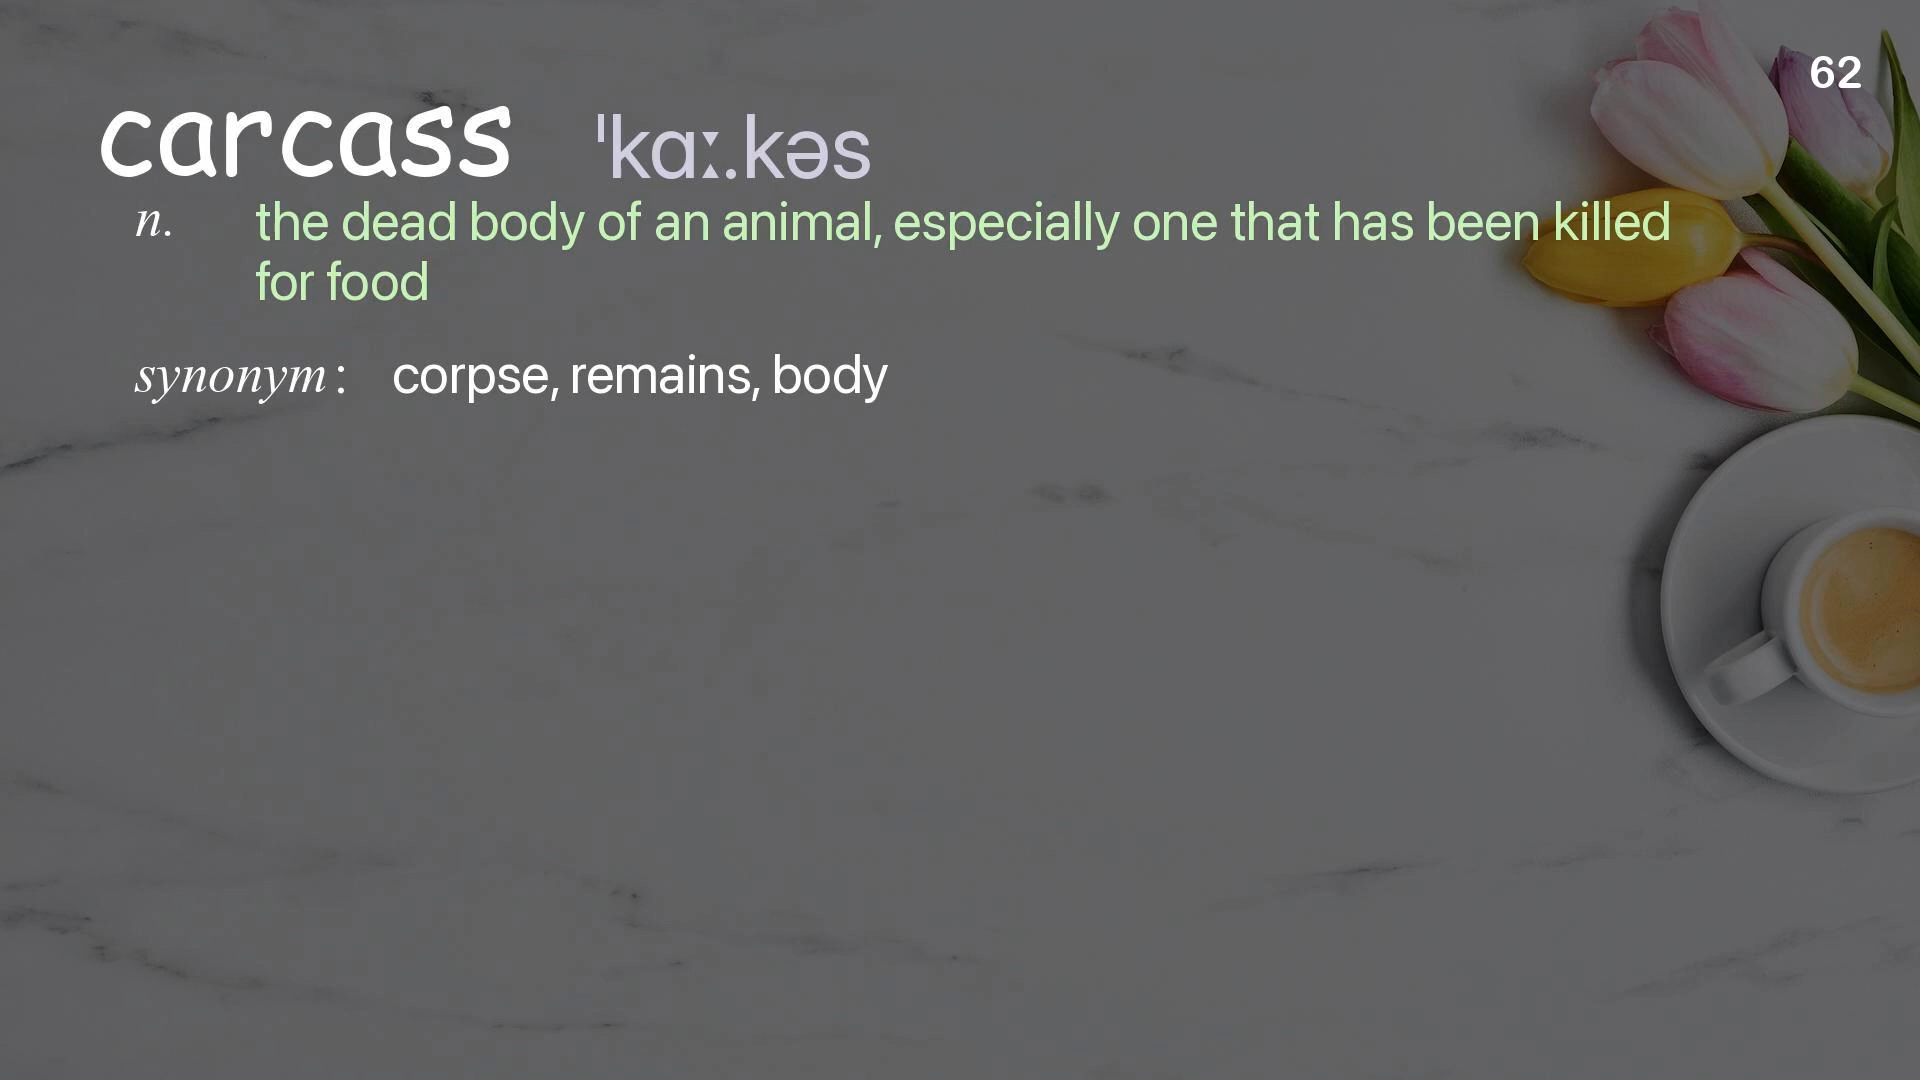 62
carcass ˈkɑː.kəs
n. the dead body of an animal, especially one that has been killed
for food
synonym: corpse, remains, body